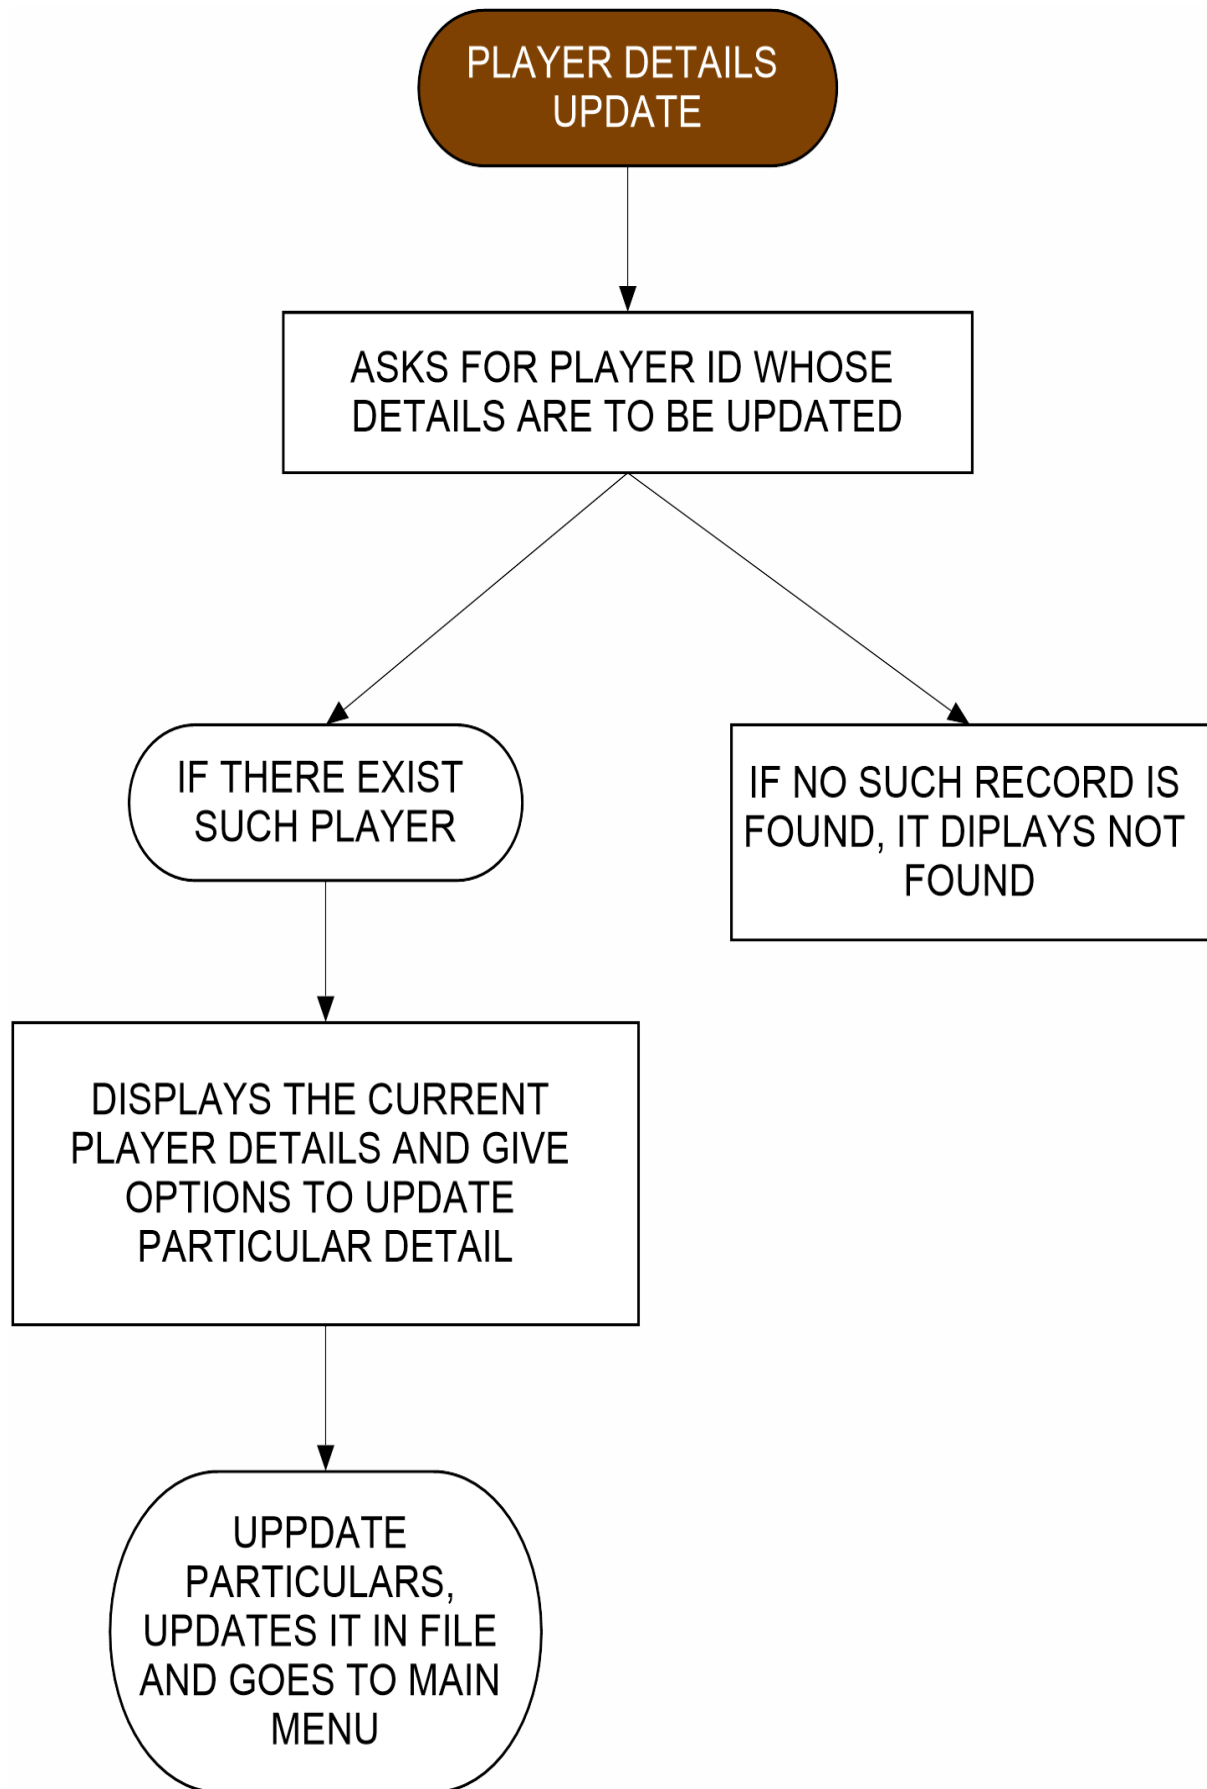 PLAYER DETAILS
UPDATE
ASKS FOR PLAYER ID WHOSE
DETAILS ARE TO BE UPDATED
IF THERE EXIST
SUCH PLAYER
IF NO SUCH RECORD IS
FOUND, IT DIPLAYS NOT
FOUND
DISPLAYS THE CURRENT
PLAYER DETAILS AND GIVE
OPTIONS TO UPDATE
PARTICULAR DETAIL
UPPDATE
PARTICULARS,
UPDATES IT IN FILE
AND GOES TO MAIN
MENU